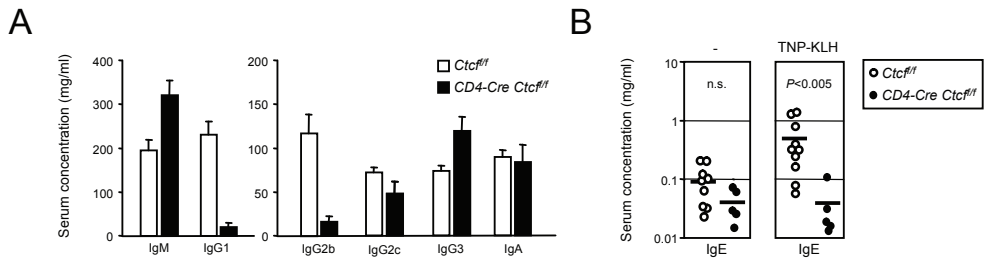 A
Serum concentration (mg/ml)
400
300
200
100
0
IgM
IgG1
200
150
100
50
0
IgG2b
IgG2c
IgG3
IgA
Ctcf^f/f
CD4-Cre Ctcf^f/f
B
Serum concentration (mg/ml)
-
TNP-KLH
10
1
0.1
0.01
n.s.
P<0.005
IgE
IgE
Ctcf^f/f
CD4-Cre Ctcf^f/f